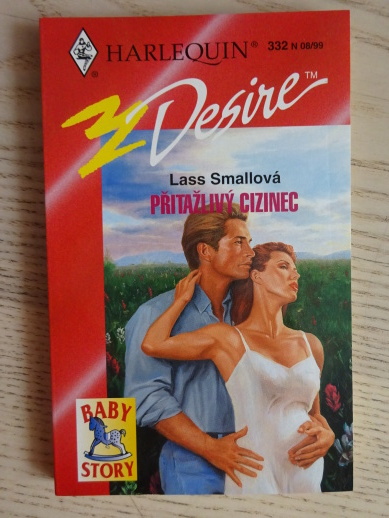 HARLEQUIN® 332 N 08/99
®
Desire™
Lass Smallová
PŘITAŽLIVÝ CIZINEC
BABY
STORY